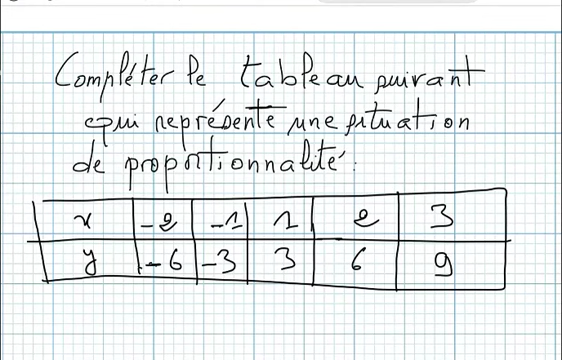 Compléter le tableau suivant
qui représente une situation
de proportionnalité :
x -2 -1 1 2 3
y -6 -3 3 6 9